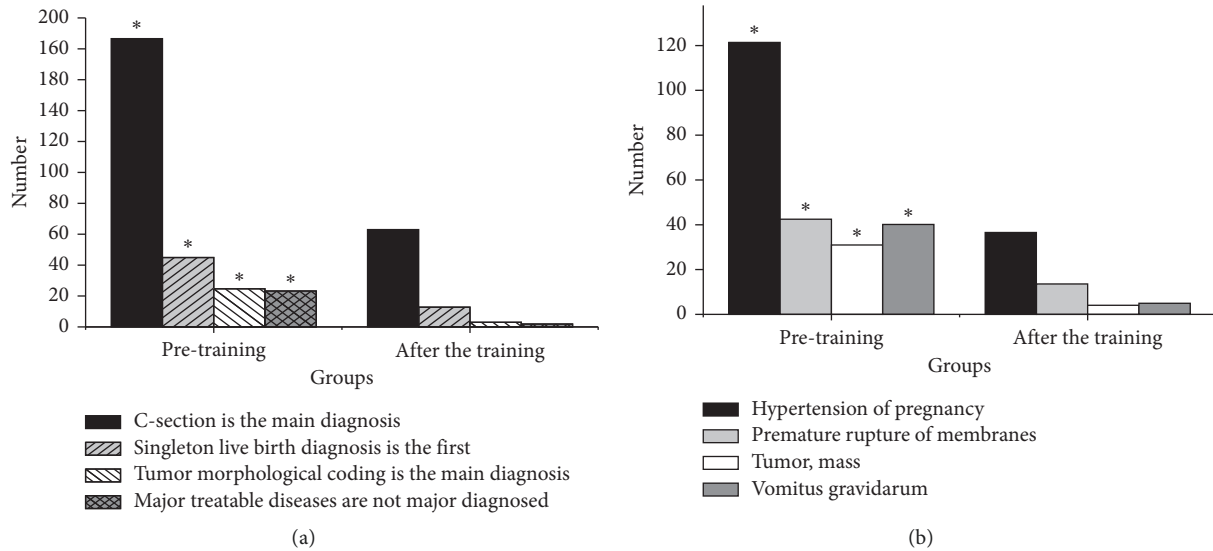 200
160
180
160
120
100
80
60
40
20
0
Number
*
*
*
*
Pre-training
After the training
Groups
C-section is the main diagnosis
Singleton live birth diagnosis is the first
Tumor morphological coding is the main diagnosis
Major treatable diseases are not major diagnosed
(a)
120
100
80
60
40
20
0
Number
*
*
*
*
Pre-training
After the training
Groups
Hypertension of pregnancy
Premature rupture of membranes
Tumor, mass
Vomitus gravidarum
(b)